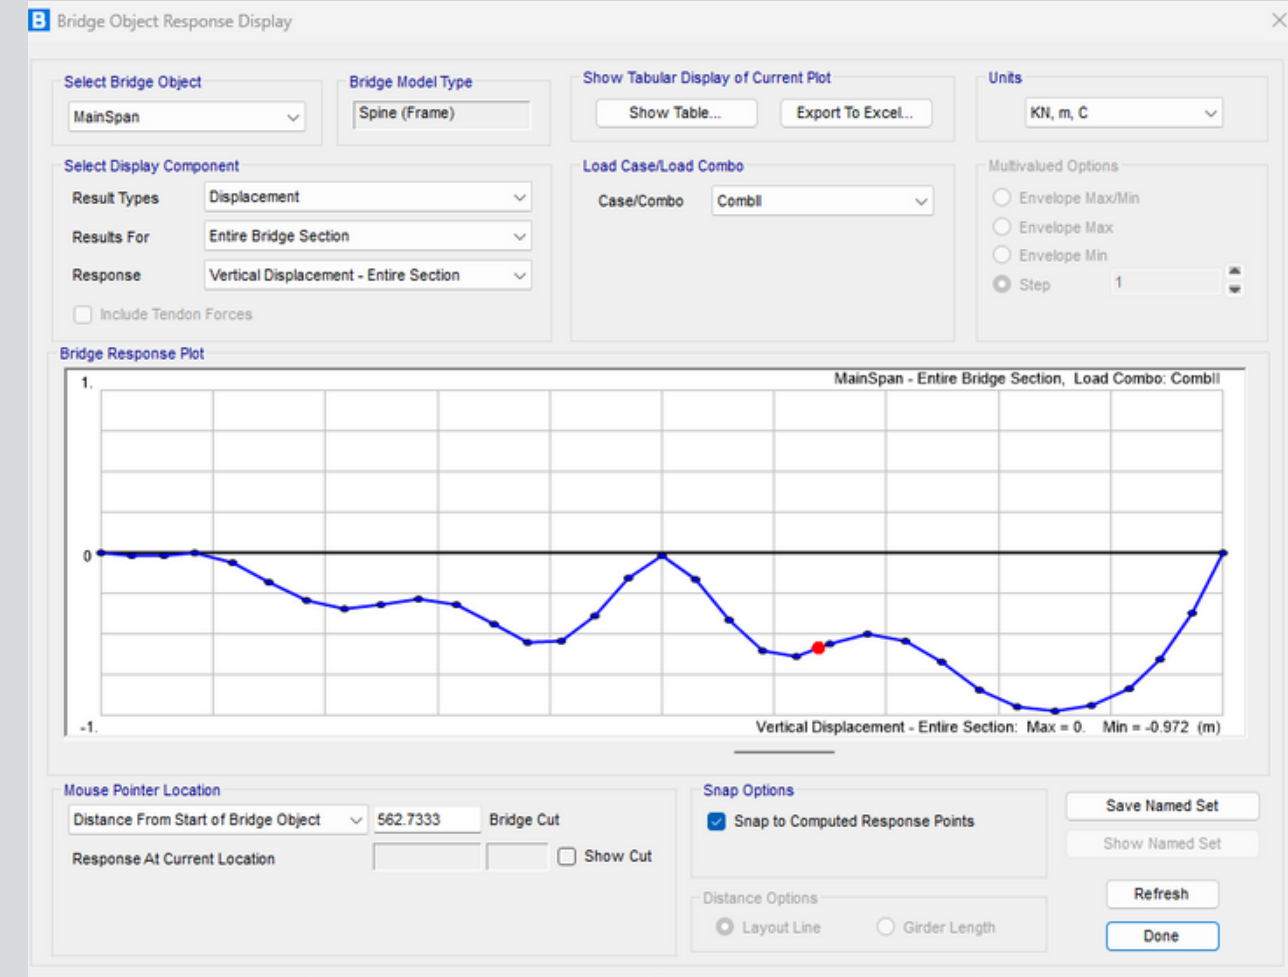 B Bridge Object Response Display
Select Bridge Object
MainSpan
Bridge Model Type
Spine (Frame)
Show Tabular Display of Current Plot
Show Table...
Export To Excel...
Units
KN, m, C
Select Display Component
Result Types
Displacement
Results For
Entire Bridge Section
Response
Vertical Displacement - Entire Section
Include Tendon Forces
Load Case/Load Combo
Case/Combo
CombII
Multivalued Options
Envelope Max/Min
Envelope Max
Envelope Min
Step
1
Bridge Response Plot
1.
MainSpan - Entire Bridge Section, Load Combo: CombII
0
-1.
Vertical Displacement - Entire Section: Max = 0. Min = -0.972 (m)
Mouse Pointer Location
Distance From Start of Bridge Object
562.7333
Bridge Cut
Response At Current Location
Show Cut
Snap Options
Snap to Computed Response Points
Distance Options
Layout Line
Girder Length
Save Named Set
Show Named Set
Refresh
Done